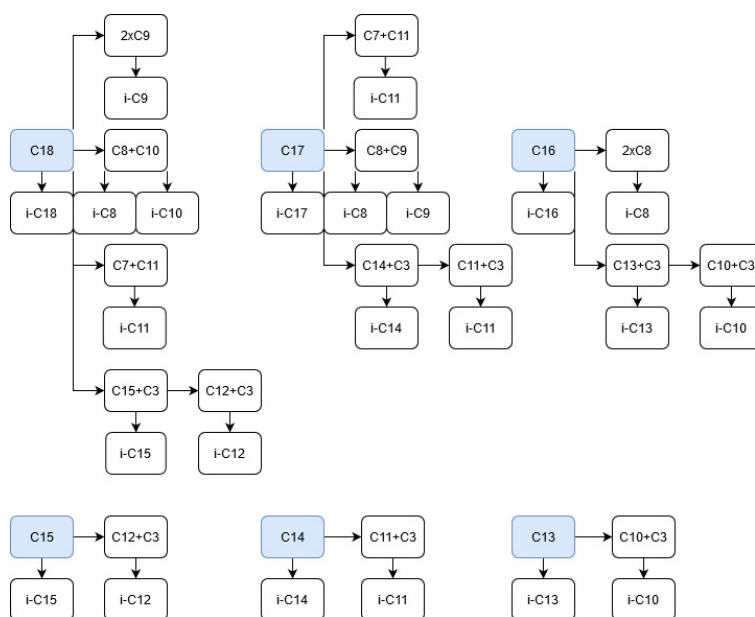 2xC9
i-C9
C18
C8+C10
i-C18
i-C8
i-C10
C7+C11
i-C11
C15+C3
C12+C3
i-C15
i-C12
C7+C11
i-C11
C17
C8+C9
i-C17
i-C8
i-C9
C14+C3
C11+C3
i-C14
i-C11
C16
2xC8
i-C16
i-C8
C13+C3
C10+C3
i-C13
i-C10
C15
C12+C3
i-C15
i-C12
C14
C11+C3
i-C14
i-C11
C13
C10+C3
i-C13
i-C10